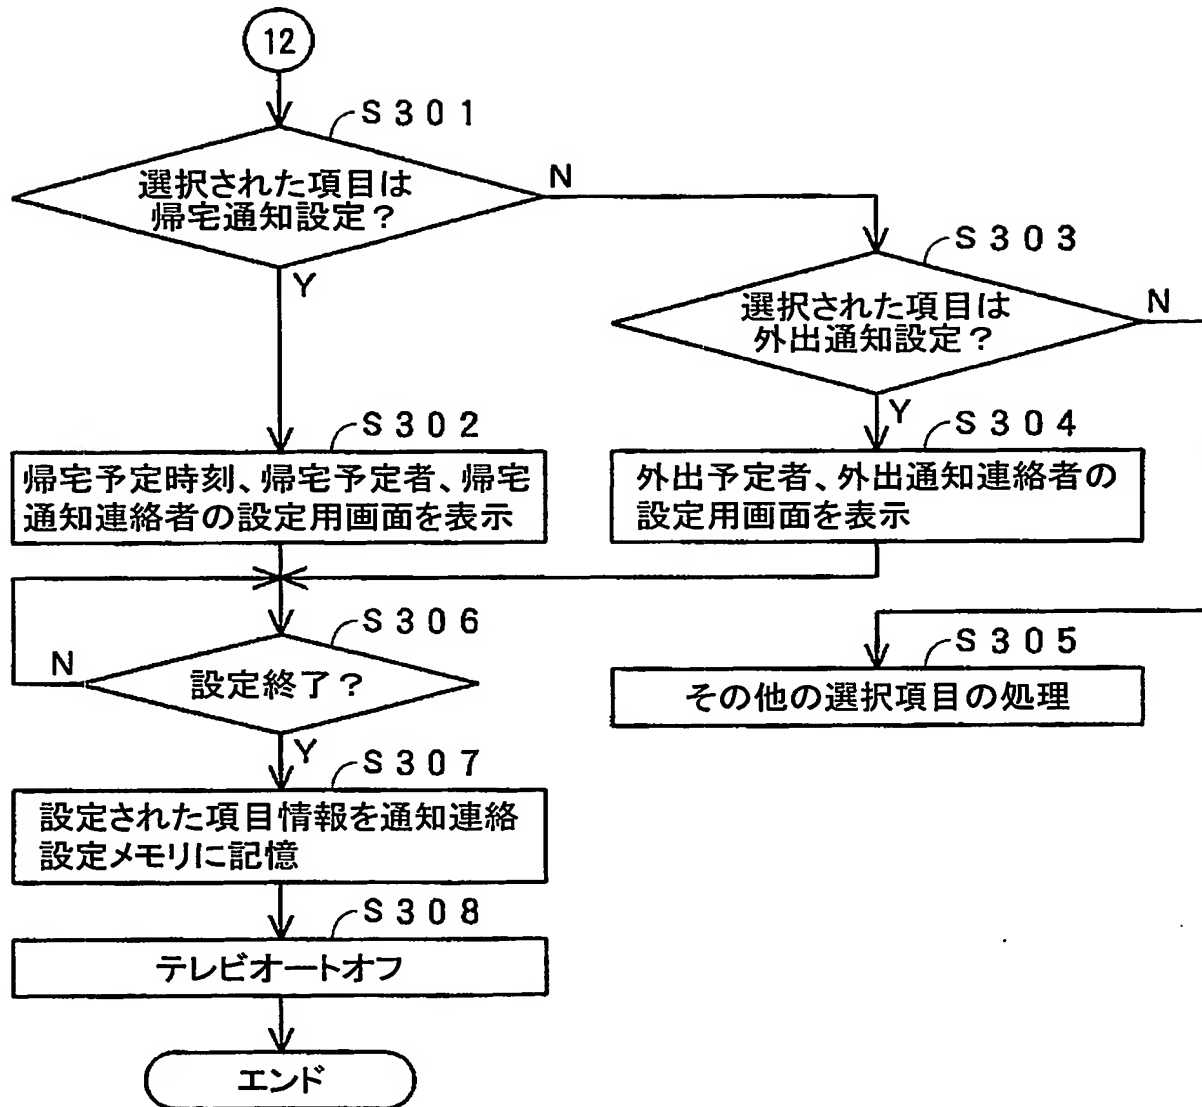 12
S301
選択された項目は
帰宅通知設定?
N
Y
S303
選択された項目は
外出通知設定?
N
Y
S302
帰宅予定時刻、帰宅予定者、帰宅
通知連絡者の設定用画面を表示
S304
外出予定者、外出通知連絡者の
設定用画面を表示
S306
設定終了?
N
Y
S305
その他の選択項目の処理
S307
設定された項目情報を通知連絡
設定メモリに記憶
S308
テレビオートオフ
エンド